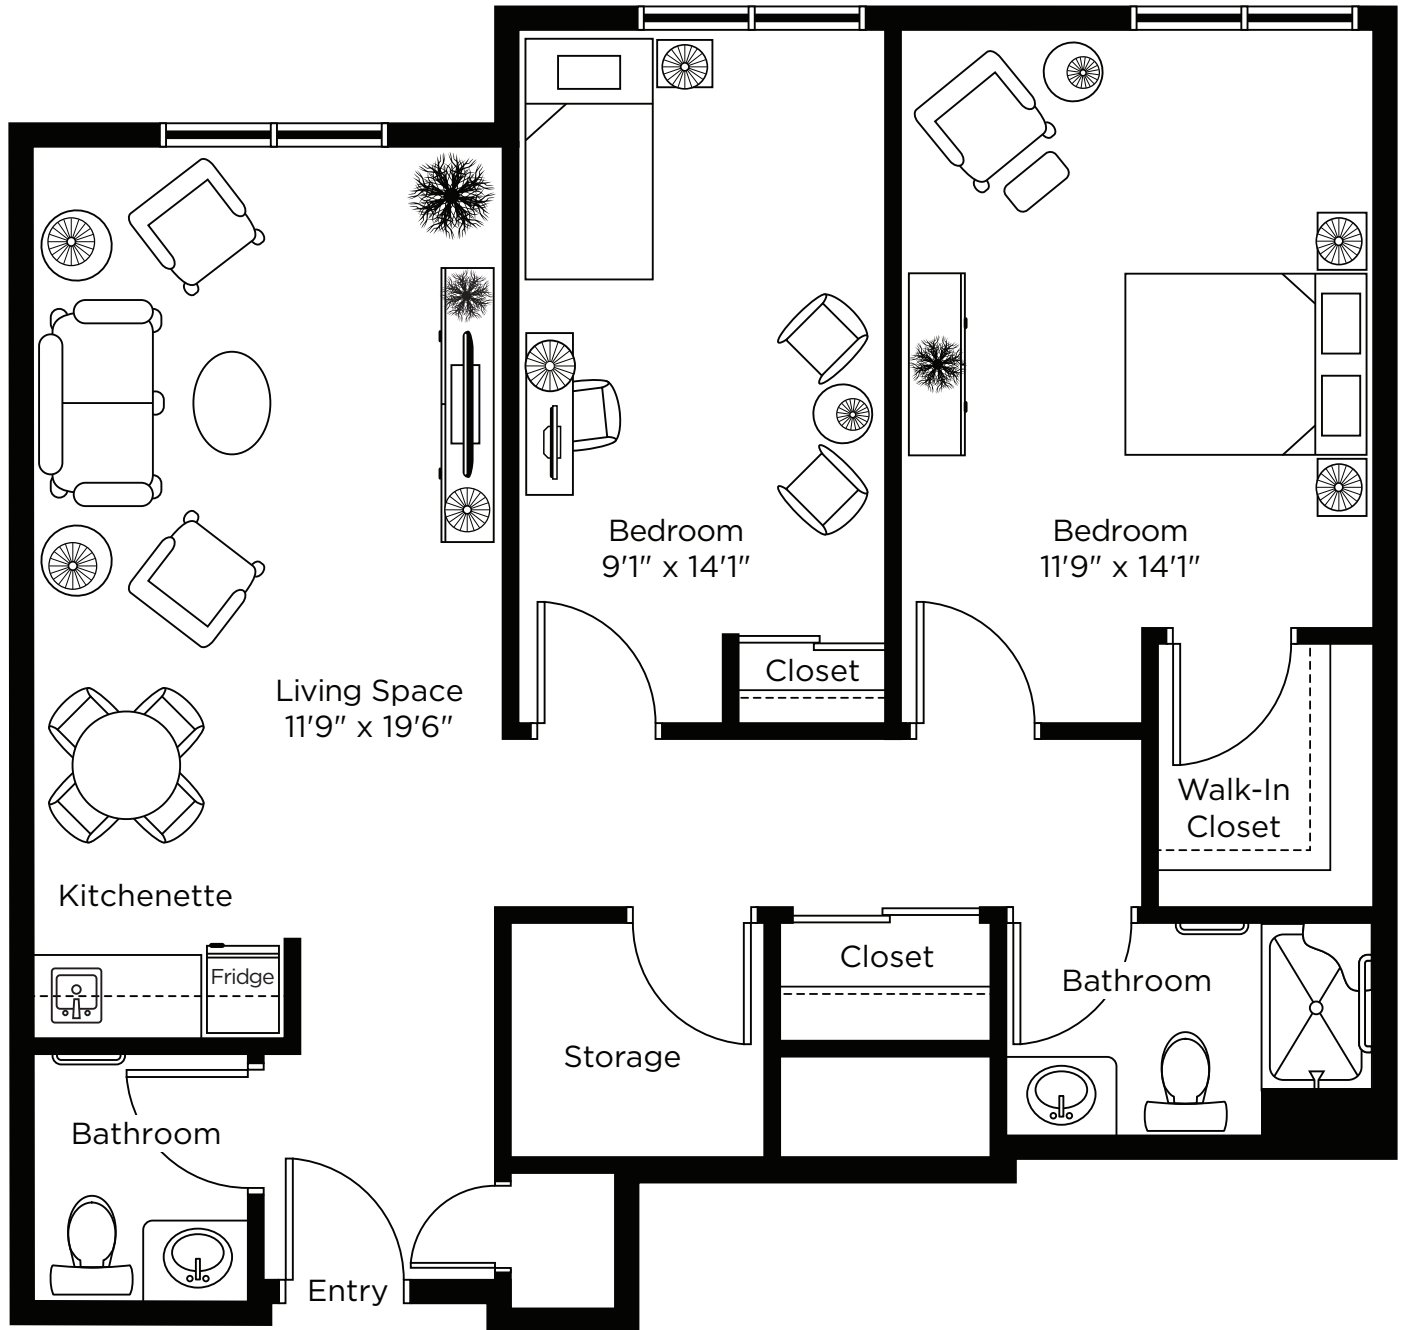 Bedroom
9'1" x 14'1"
Bedroom
11'9" x 14'1"
Closet
Living Space
11'9" x 19'6"
Walk-In
Closet
Kitchenette
Fridge
Closet
Bathroom
Storage
Bathroom
Entry